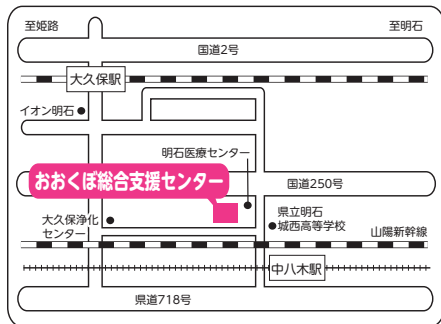 至姫路
至明石
国道2号
大久保駅
イオン明石
明石医療センター
おおくぼ総合支援センター
国道250号
大久保浄化
センター
県立明石
城西高等学校
山陽新幹線
中八木駅
県道718号